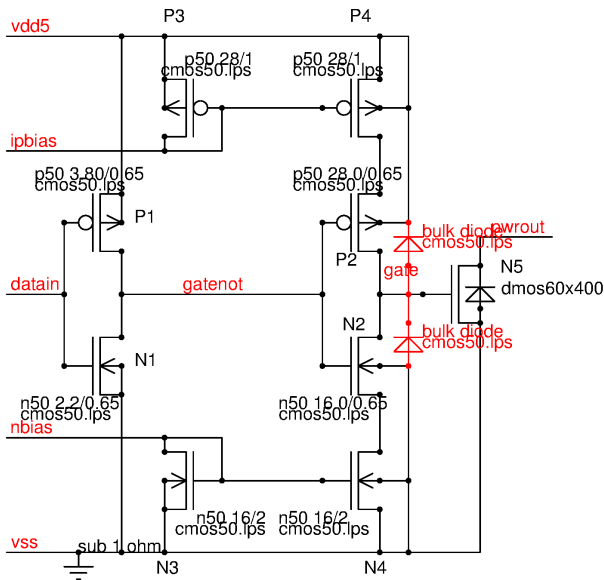 P3
P4
vdd5
p50 28/1
cmos50.lps
p50 28/1
cmos50.lps
ipbias
p50 3.80/0.65
cmos50.lps
p50 28.0/0.65
cmos50.lps
P1
bulk diode
cmos50.lps
pwrout
P2
gate
N5
datain
gatenot
dmos60x400
N2
bulk diode
cmos50.lps
N1
n50 2.2/0.65
cmos50.lps
n50 16.0/0.65
cmos50.lps
nbias
n50 16/2
cmos50.lps
n50 16/2
cmos50.lps
vss
sub 1 ohm
N3
N4